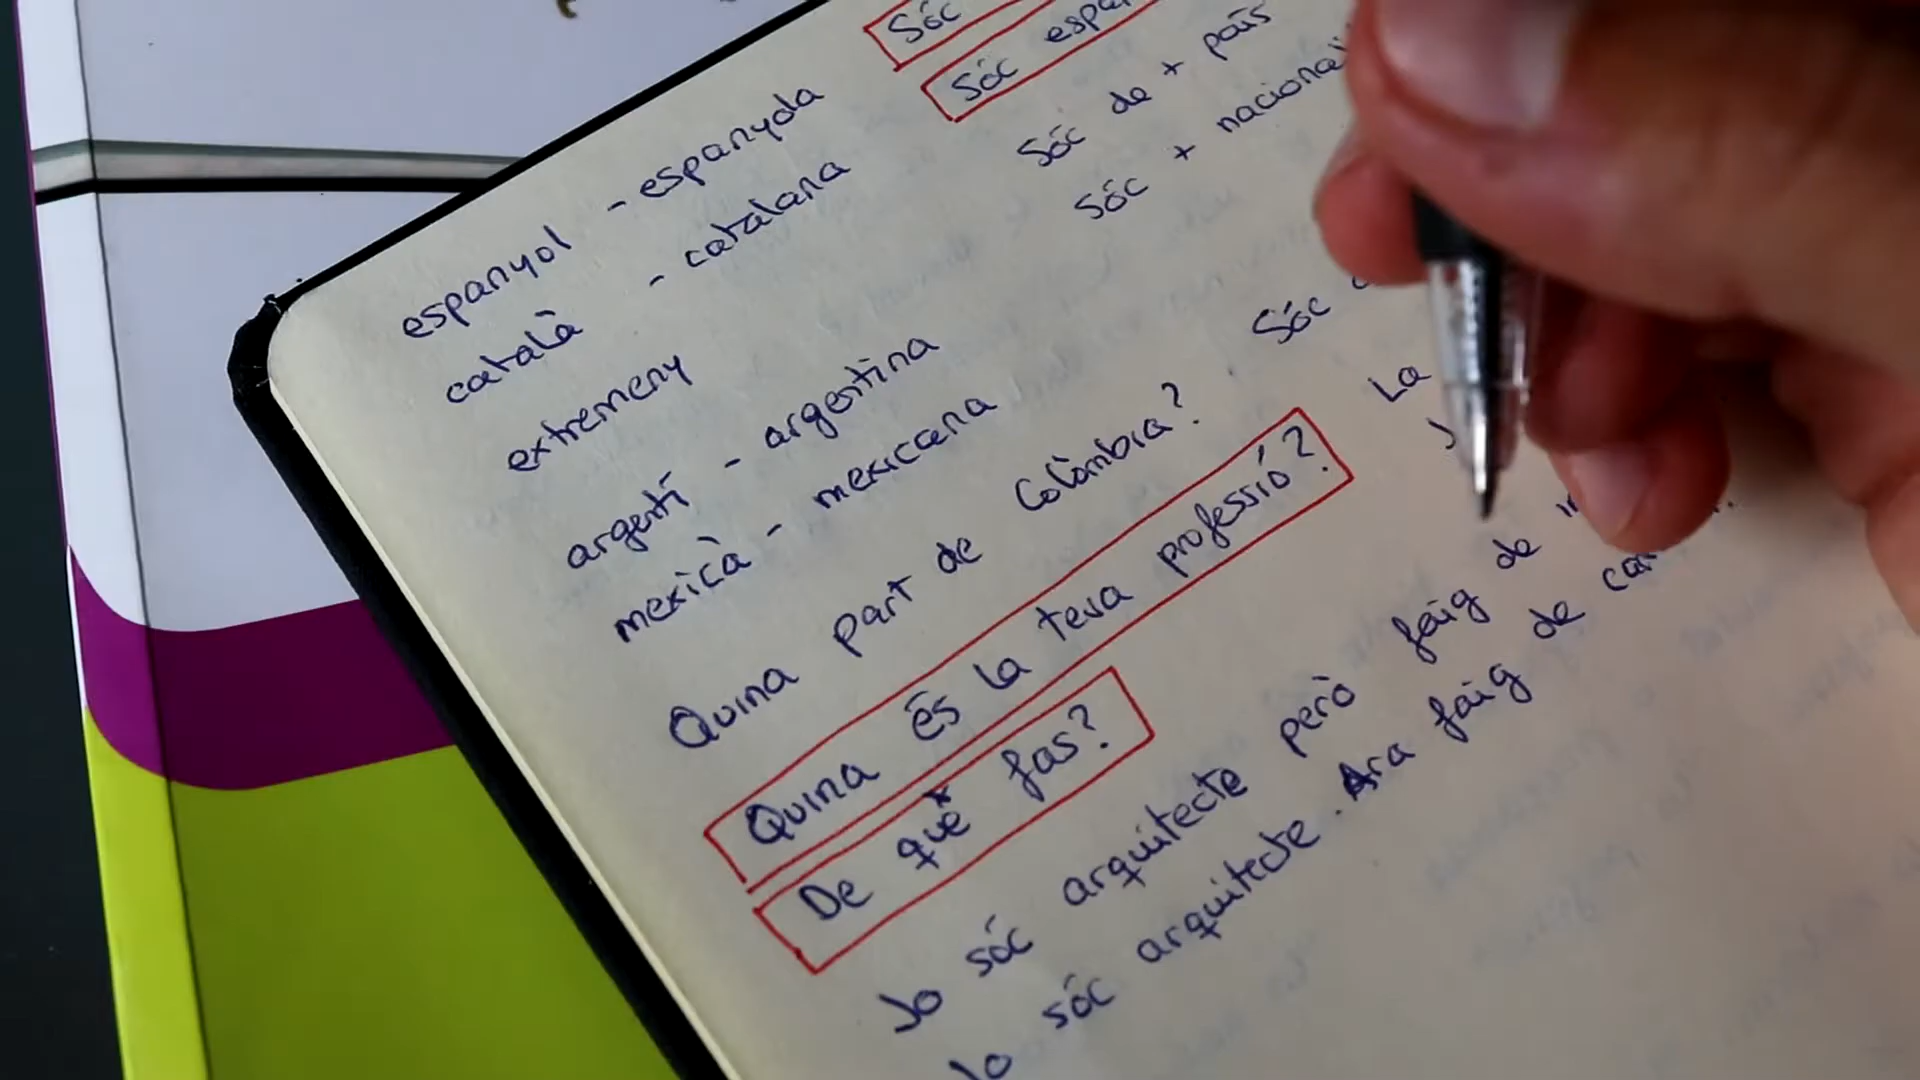 Sóc
Sóc
espanyol - espanyola
Sóc de + país
català - catalana
Sóc +
extremeny
argentí - argentina
Sóc
mexicà - mexicana
La
Quina part de Colòmbia?
Quina és la teva professió?
De què fas?
Jo sóc arquitecte però faig de
Jo sóc arquitecte. Ara faig de